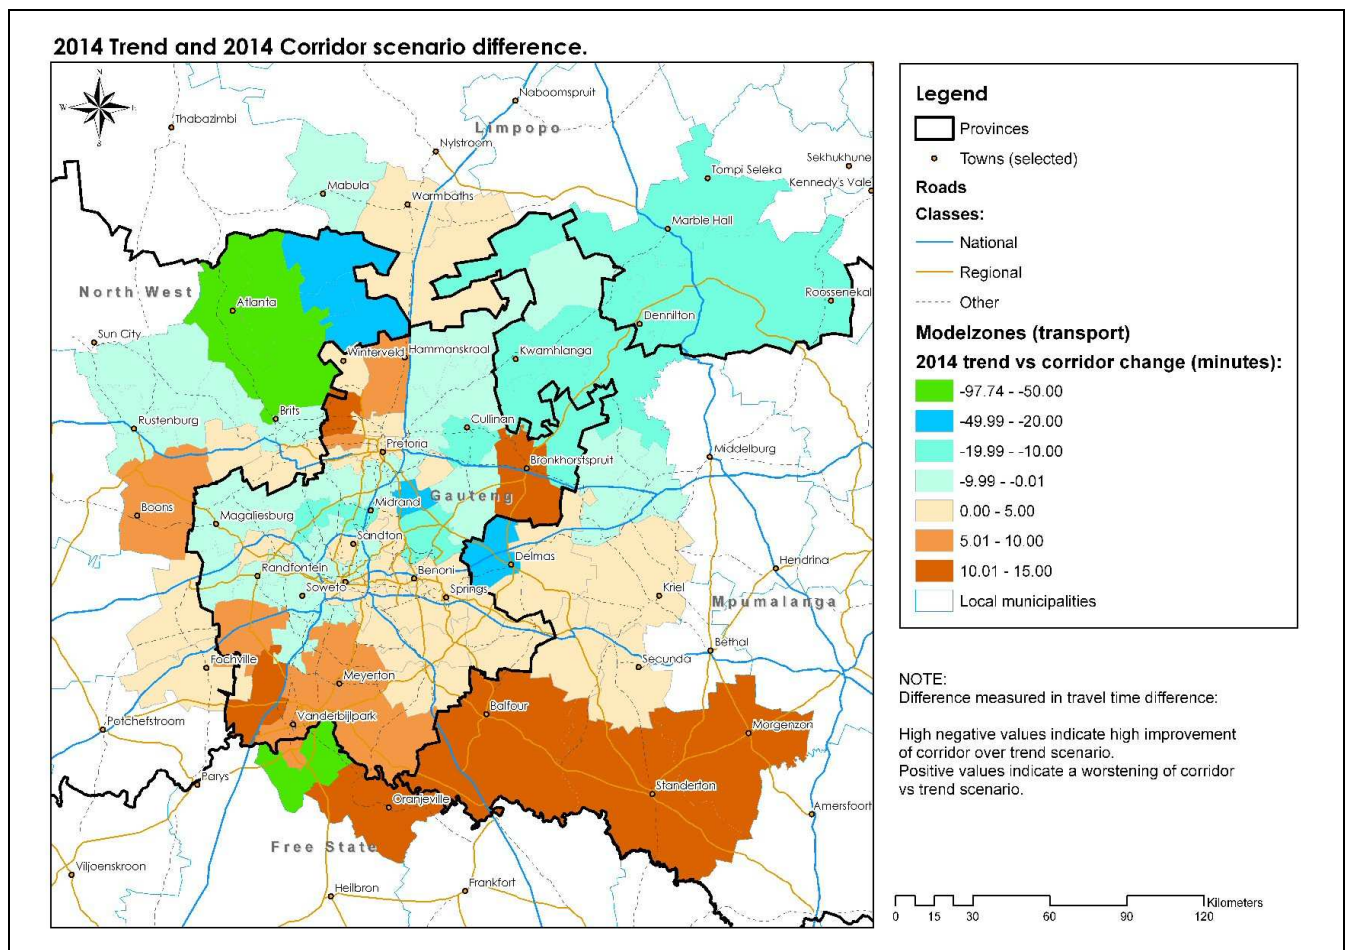 2014 Trend and 2014 Corridor scenario difference.
N
W
E
S
Naboomspruit
Thabazimbi
Limpopo
Nylstroom
Tompi Seleka
Sekhukhune
Kennedy's Vale
Mabula
Warmbaths
Marble Hall
North West
Atlanta
Roossenekal
Dennilton
Sun City
Winterveld
Hammanskraal
Kwamhlanga
Rustenburg
Brits
Cullinan
Pretoria
Middelburg
Bronkhorstspruit
Gauteng
Boons
Magaliesburg
Midrand
Sandton
Delmas
Hendrina
Randfontein
Benoni
Soweto
Springs
Kriel
Mpumalanga
Fochville
Secunda
Bethal
Meyerton
Potchefstroom
Vanderbijlpark
Balfour
Morgenzon
Parys
Oranjeville
Standerton
Amersfoort
Free State
Viljoenskroon
Heilbron
Frankfort
Legend
Provinces
Towns (selected)
Roads
Classes:
National
Regional
Other
Modelzones (transport)
2014 trend vs corridor change (minutes):
-97.74 - -50.00
-49.99 - -20.00
-19.99 - -10.00
-9.99 - -0.01
0.00 - 5.00
5.01 - 10.00
10.01 - 15.00
Local municipalities
NOTE:
Difference measured in travel time difference:
High negative values indicate high improvement
of corridor over trend scenario.
Positive values indicate a worstening of corridor
vs trend scenario.
Kilometers
0 15 30 60 90 120